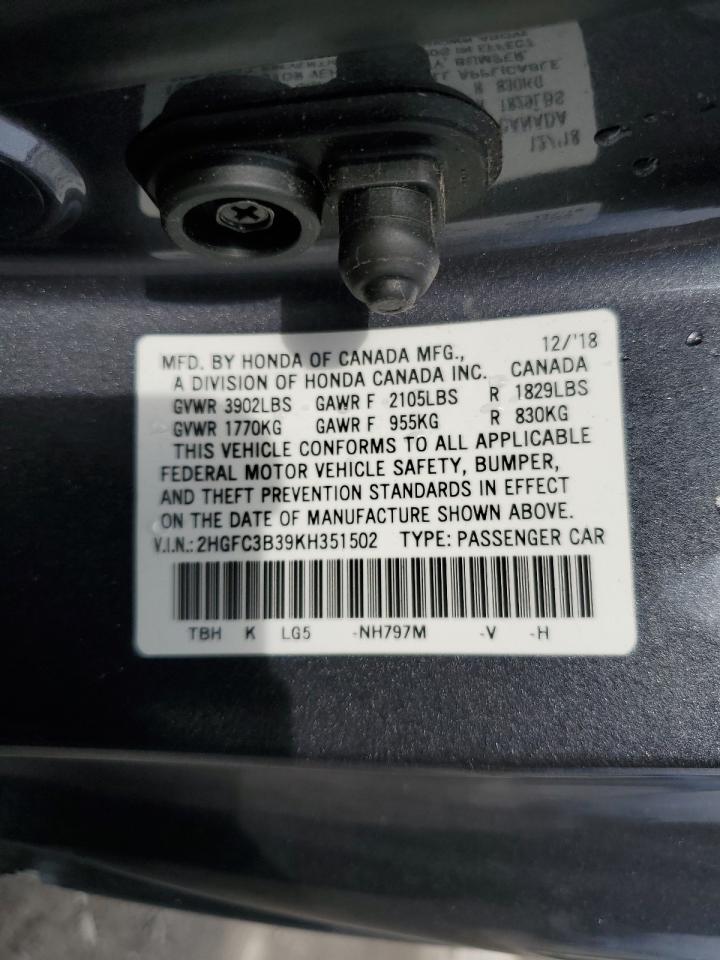 MFD. BY HONDA OF CANADA MFG., 12/'18
A DIVISION OF HONDA CANADA INC. CANADA
GVWR 3902LBS GAWR F 2105LBS R 1829LBS
GVWR 1770KG GAWR F 955KG R 830KG
THIS VEHICLE CONFORMS TO ALL APPLICABLE
FEDERAL MOTOR VEHICLE SAFETY, BUMPER,
AND THEFT PREVENTION STANDARDS IN EFFECT
ON THE DATE OF MANUFACTURE SHOWN ABOVE.
V.I.N.: 2HGFC3B39KH351502 TYPE: PASSENGER CAR
TBH K LG5 -NH797M -V -H